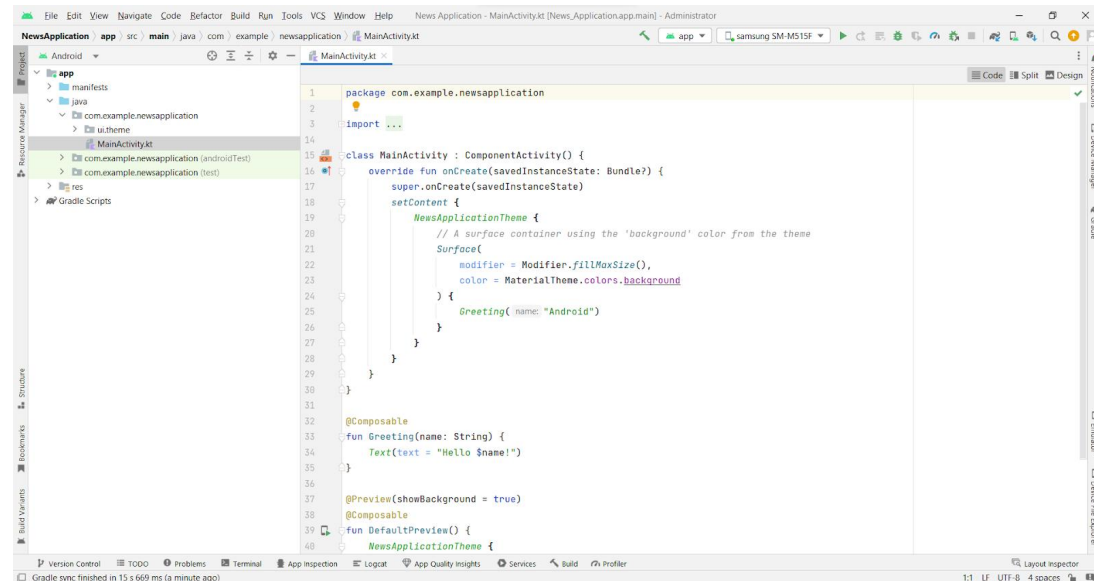 File Edit View Navigate Code Refactor Build Run Tools VCS Window Help News Application - MainActivity.kt [News_Application.app.main] - Administrator
NewsApplication app src main java com example newsapplication MainActivity.kt
app
samsung SM-M515F
Project
Android
MainActivity.kt
app
manifests
java
com.example.newsapplication
ui.theme
MainActivity.kt
com.example.newsapplication (androidTest)
com.example.newsapplication (test)
res
Gradle Scripts
Resource Manager
Structure
Bookmarks
Build Variants
Code Split Design
1 package com.example.newsapplication
2
3 import ...
14
15 class MainActivity : ComponentActivity() {
16 override fun onCreate(savedInstanceState: Bundle?) {
17 super.onCreate(savedInstanceState)
18 setContent {
19 NewsApplicationTheme {
20 // A surface container using the 'background' color from the theme
21 Surface(
22 modifier = Modifier.fillMaxSize(),
23 color = MaterialTheme.colors.background
24 ) {
25 Greeting( name: "Android")
26 }
27 }
28 }
29 }
30 }
31
32 @Composable
33 fun Greeting(name: String) {
34 Text(text = "Hello $name!")
35 }
36
37 @Preview(showBackground = true)
38 @Composable
39 fun DefaultPreview() {
40 NewsApplicationTheme {
Version Control TODO Problems Terminal App Inspection Logcat App Quality Insights Services Build Profiler Layout Inspector
Gradle sync finished in 15 s 669 ms (a minute ago) 1:1 LF UTF-8 4 spaces